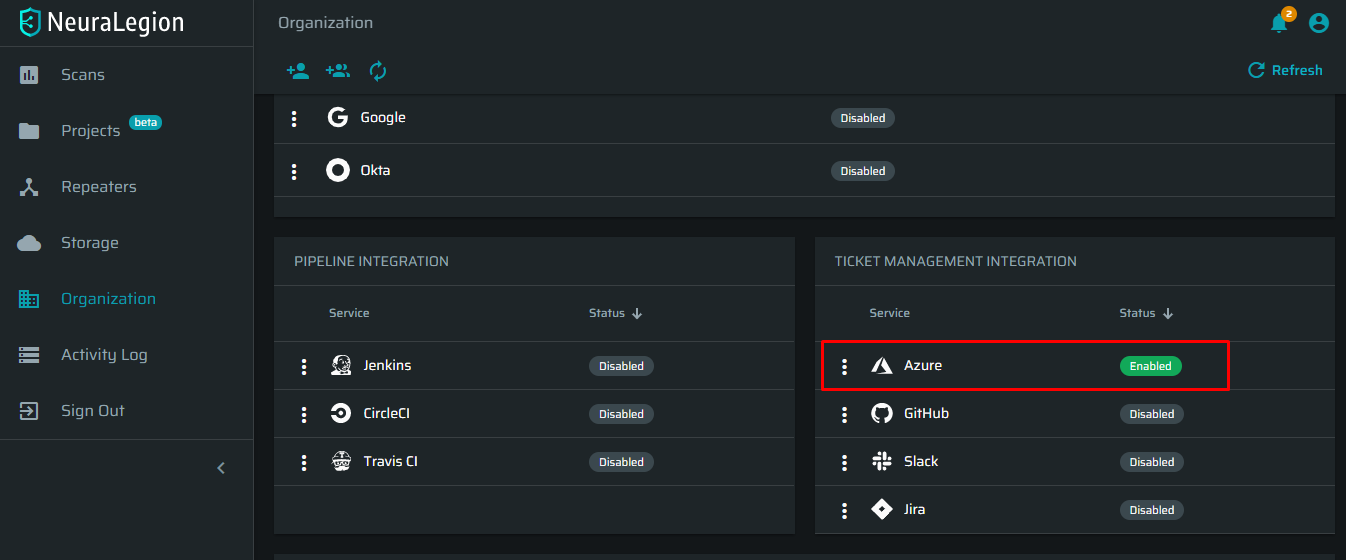 NeuraLegion
Organization
2
Refresh
Scans
Projects beta
Repeaters
Storage
Organization
Activity Log
Sign Out
Google Disabled
Okta Disabled
PIPELINE INTEGRATION
Service Status
Jenkins Disabled
CircleCI Disabled
Travis CI Disabled
TICKET MANAGEMENT INTEGRATION
Service Status
Azure Enabled
GitHub Disabled
Slack Disabled
Jira Disabled